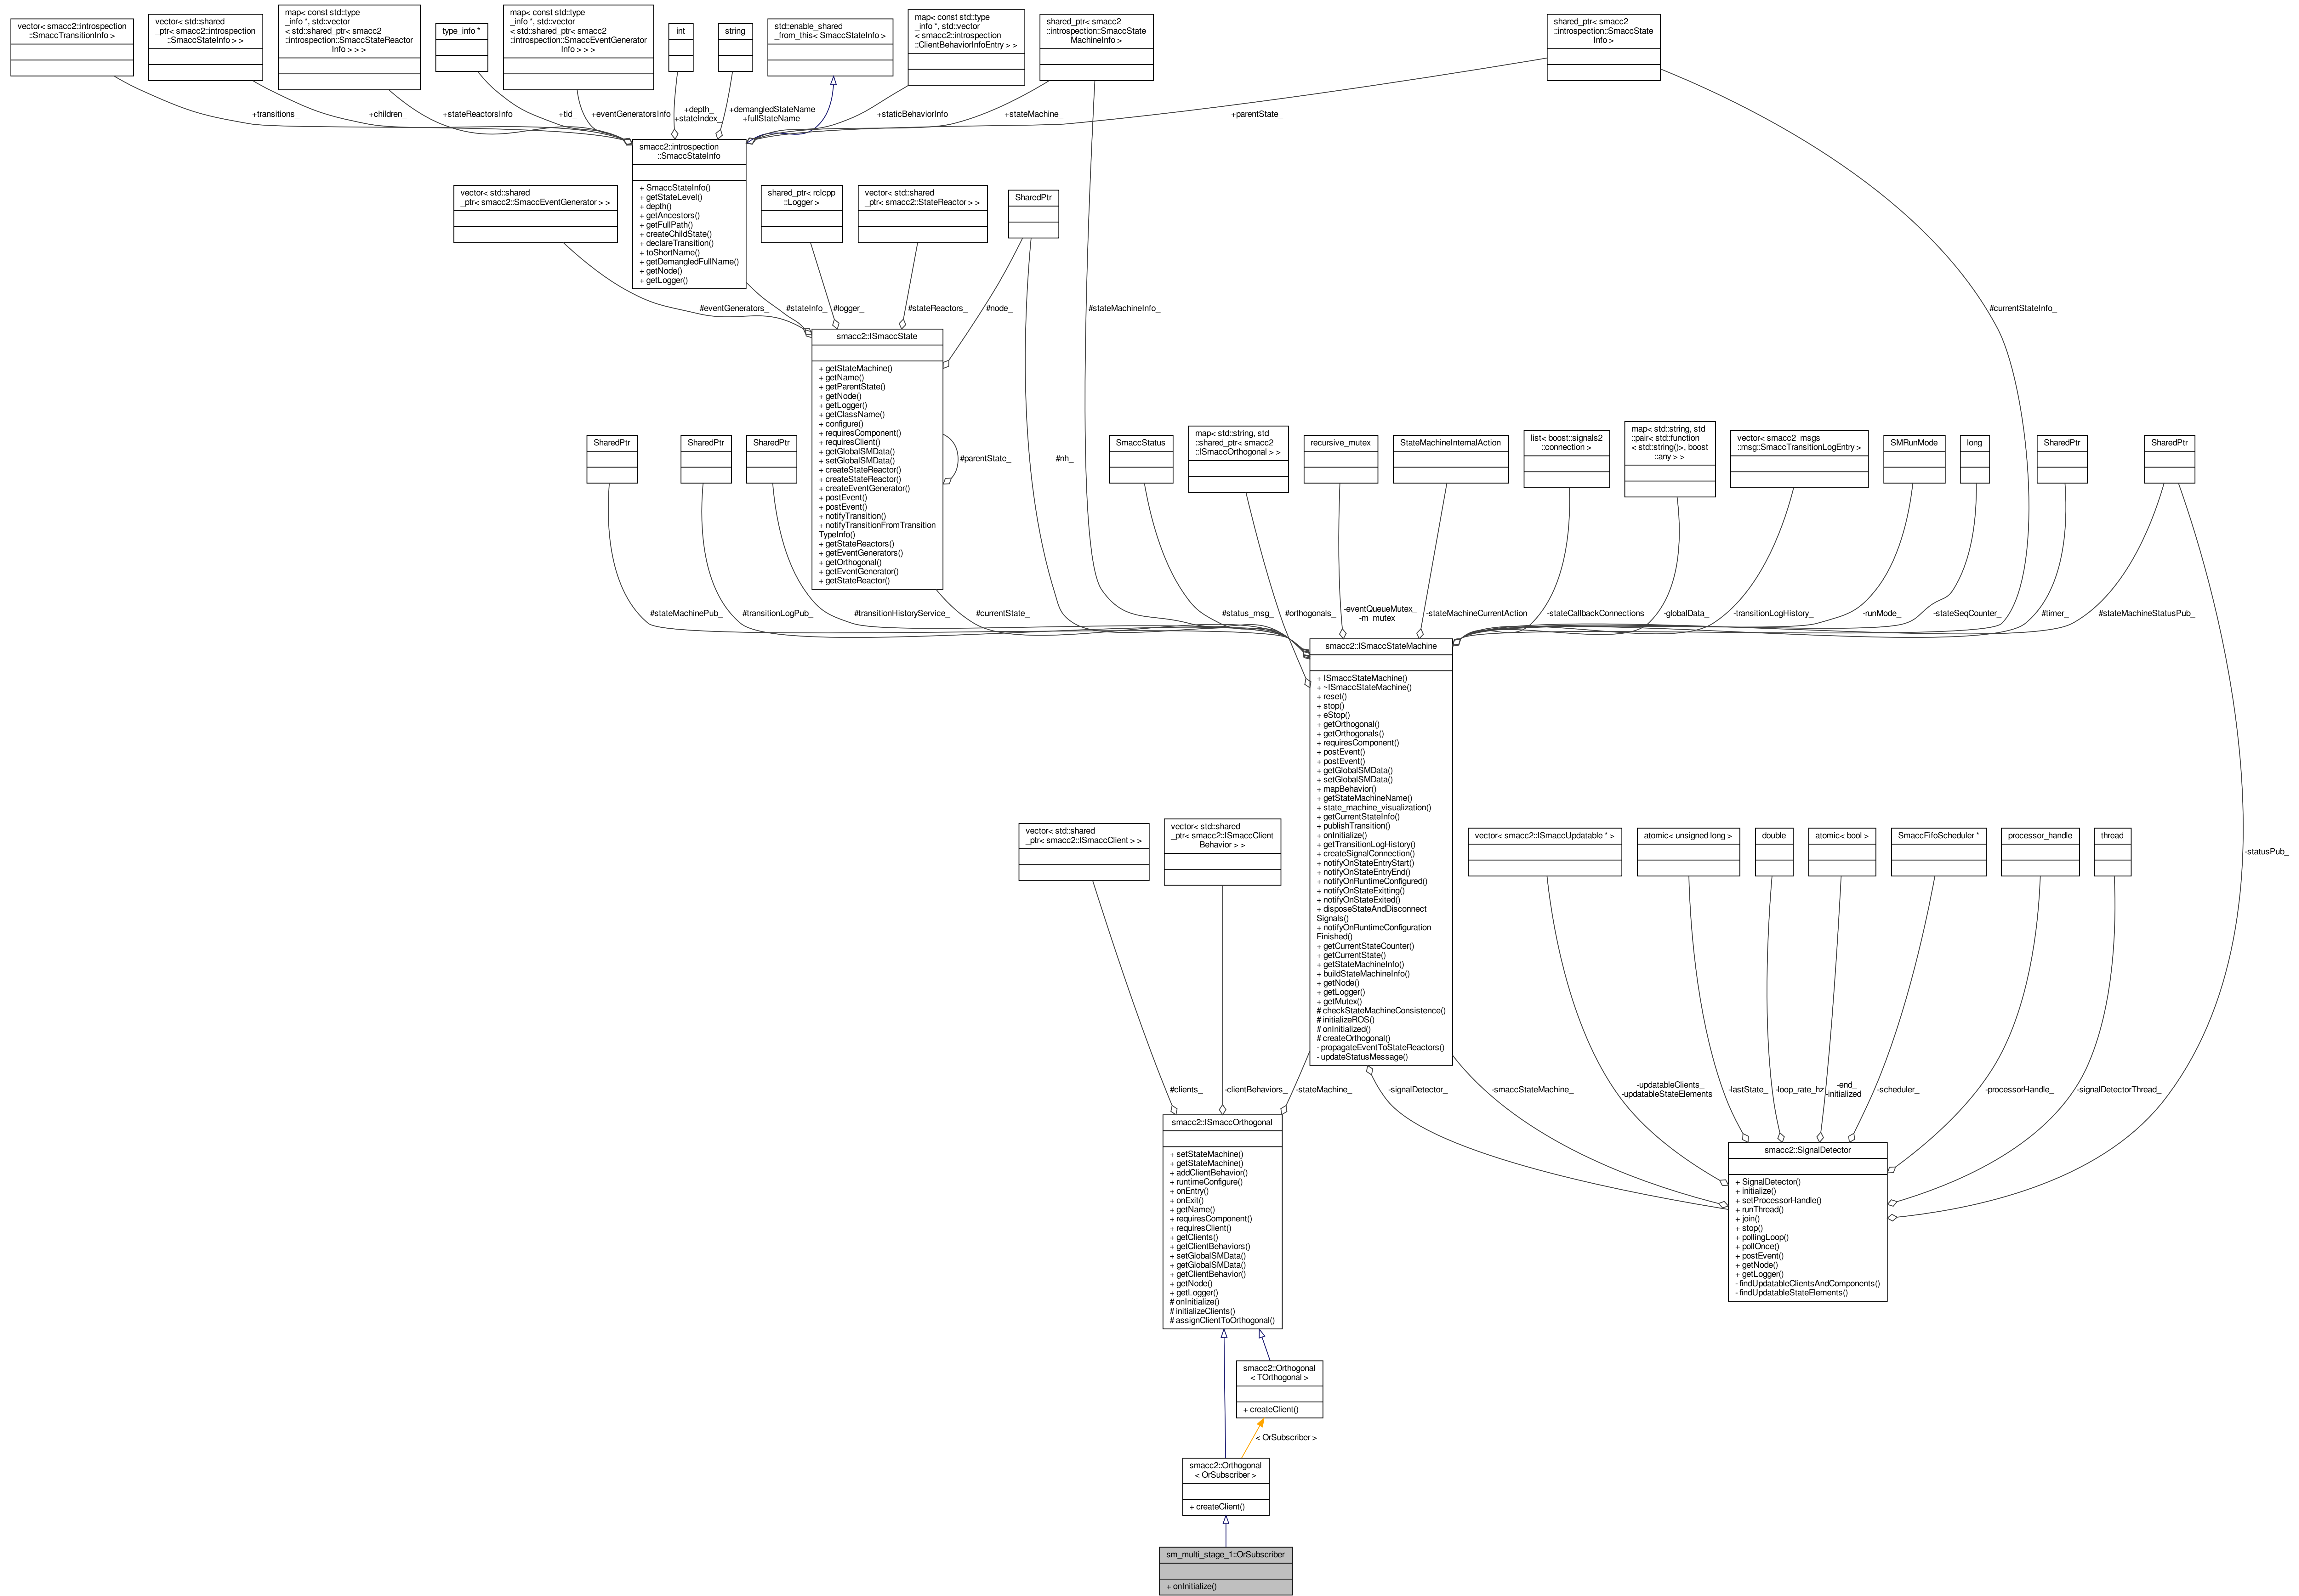 vector< smacc2::introspection
::SmaccTransitionInfo >
vector< std::shared
_ptr< smacc2::introspection
::SmaccStateInfo > >
map< const std::type
_info *, std::vector
< std::shared_ptr< smacc2
::introspection::SmaccStateReactor
Info > > >
type_info *
map< const std::type
_info *, std::vector
< std::shared_ptr< smacc2
::introspection::SmaccEventGenerator
Info > > >
int
string
std::enable_shared
_from_this< SmaccStateInfo >
map< const std::type
_info *, std::vector
< smacc2::introspection
::ClientBehaviorInfoEntry > >
shared_ptr< smacc2
::introspection::SmaccState
MachineInfo >
shared_ptr< smacc2
::introspection::SmaccState
Info >
+transitions_
+children_
+stateReactorsInfo
+tid_
+eventGeneratorsInfo
+depth_
+stateIndex_
+demangledStateName
+fullStateName
+staticBehaviorInfo
+stateMachine_
+parentState_
smacc2::introspection
::SmaccStateInfo
+ SmaccStateInfo()
+ getStateLevel()
+ depth()
+ getAncestors()
+ getFullPath()
+ createChildState()
+ declareTransition()
+ toShortName()
+ getDemangledFullName()
+ getNode()
+ getLogger()
vector< std::shared
_ptr< smacc2::SmaccEventGenerator > >
shared_ptr< rclcpp
::Logger >
vector< std::shared
_ptr< smacc2::StateReactor > >
SharedPtr
#eventGenerators_
#stateInfo_
#logger_
#stateReactors_
#node_
#stateMachineInfo_
#currentStateInfo_
smacc2::ISmaccState
+ getStateMachine()
+ getName()
+ getParentState()
+ getNode()
+ getLogger()
+ getClassName()
+ configure()
+ requiresComponent()
+ requiresClient()
+ getGlobalSMData()
+ setGlobalSMData()
+ createStateReactor()
+ createStateReactor()
+ createEventGenerator()
+ postEvent()
+ postEvent()
+ notifyTransition()
+ notifyTransitionFromTransition
TypeInfo()
+ getStateReactors()
+ getEventGenerators()
+ getOrthogonal()
+ getEventGenerator()
+ getStateReactor()
#parentState_
#nh_
SharedPtr
SharedPtr
SharedPtr
SmaccStatus
map< std::string, std
::shared_ptr< smacc2
::ISmaccOrthogonal > >
recursive_mutex
StateMachineInternalAction
list< boost::signals2
::connection >
map< std::string, std
::pair< std::function
< std::string()>, boost
::any > >
vector< smacc2_msgs
::msg::SmaccTransitionLogEntry >
SMRunMode
long
SharedPtr
SharedPtr
#stateMachinePub_
#transitionLogPub_
#transitionHistoryService_
#currentState_
#status_msg_
#orthogonals_
-eventQueueMutex_
-m_mutex_
-stateMachineCurrentAction
-stateCallbackConnections
-globalData_
-transitionLogHistory_
-runMode_
-stateSeqCounter_
#timer_
#stateMachineStatusPub_
smacc2::ISmaccStateMachine
+ ISmaccStateMachine()
+ ~ISmaccStateMachine()
+ reset()
+ stop()
+ eStop()
+ getOrthogonal()
+ getOrthogonals()
+ requiresComponent()
+ postEvent()
+ postEvent()
+ getGlobalSMData()
+ setGlobalSMData()
+ mapBehavior()
+ getStateMachineName()
+ state_machine_visualization()
+ getCurrentStateInfo()
+ publishTransition()
+ onInitialize()
+ getTransitionLogHistory()
+ createSignalConnection()
+ notifyOnStateEntryStart()
+ notifyOnStateEntryEnd()
+ notifyOnRuntimeConfigured()
+ notifyOnStateExitting()
+ notifyOnStateExited()
+ disposeStateAndDisconnect
Signals()
+ notifyOnRuntimeConfiguration
Finished()
+ getCurrentStateCounter()
+ getCurrentState()
+ getStateMachineInfo()
+ buildStateMachineInfo()
+ getNode()
+ getLogger()
+ getMutex()
# checkStateMachineConsistence()
# initializeROS()
# onInitialized()
# createOrthogonal()
- propagateEventToStateReactors()
- updateStatusMessage()
vector< std::shared
_ptr< smacc2::ISmaccClient > >
vector< std::shared
_ptr< smacc2::ISmaccClient
Behavior > >
vector< smacc2::ISmaccUpdatable * >
atomic< unsigned long >
double
atomic< bool >
SmaccFifoScheduler *
processor_handle
thread
-statusPub_
#clients_
-clientBehaviors_
-stateMachine_
-signalDetector_
-smaccStateMachine_
-updatableClients_
-updatableStateElements_
-lastState_
-loop_rate_hz
-end_
-initialized_
-scheduler_
-processorHandle_
-signalDetectorThread_
smacc2::ISmaccOrthogonal
+ setStateMachine()
+ getStateMachine()
+ addClientBehavior()
+ runtimeConfigure()
+ onEntry()
+ onExit()
+ getName()
+ requiresComponent()
+ requiresClient()
+ getClients()
+ getClientBehaviors()
+ setGlobalSMData()
+ getGlobalSMData()
+ getClientBehavior()
+ getNode()
+ getLogger()
# onInitialize()
# initializeClients()
# assignClientToOrthogonal()
smacc2::SignalDetector
+ SignalDetector()
+ initialize()
+ setProcessorHandle()
+ runThread()
+ join()
+ stop()
+ pollingLoop()
+ pollOnce()
+ postEvent()
+ getNode()
+ getLogger()
- findUpdatableClientsAndComponents()
- findUpdatableStateElements()
smacc2::Orthogonal
< TOrthogonal >
+ createClient()
< OrSubscriber >
smacc2::Orthogonal
< OrSubscriber >
+ createClient()
sm_multi_stage_1::OrSubscriber
+ onInitialize()